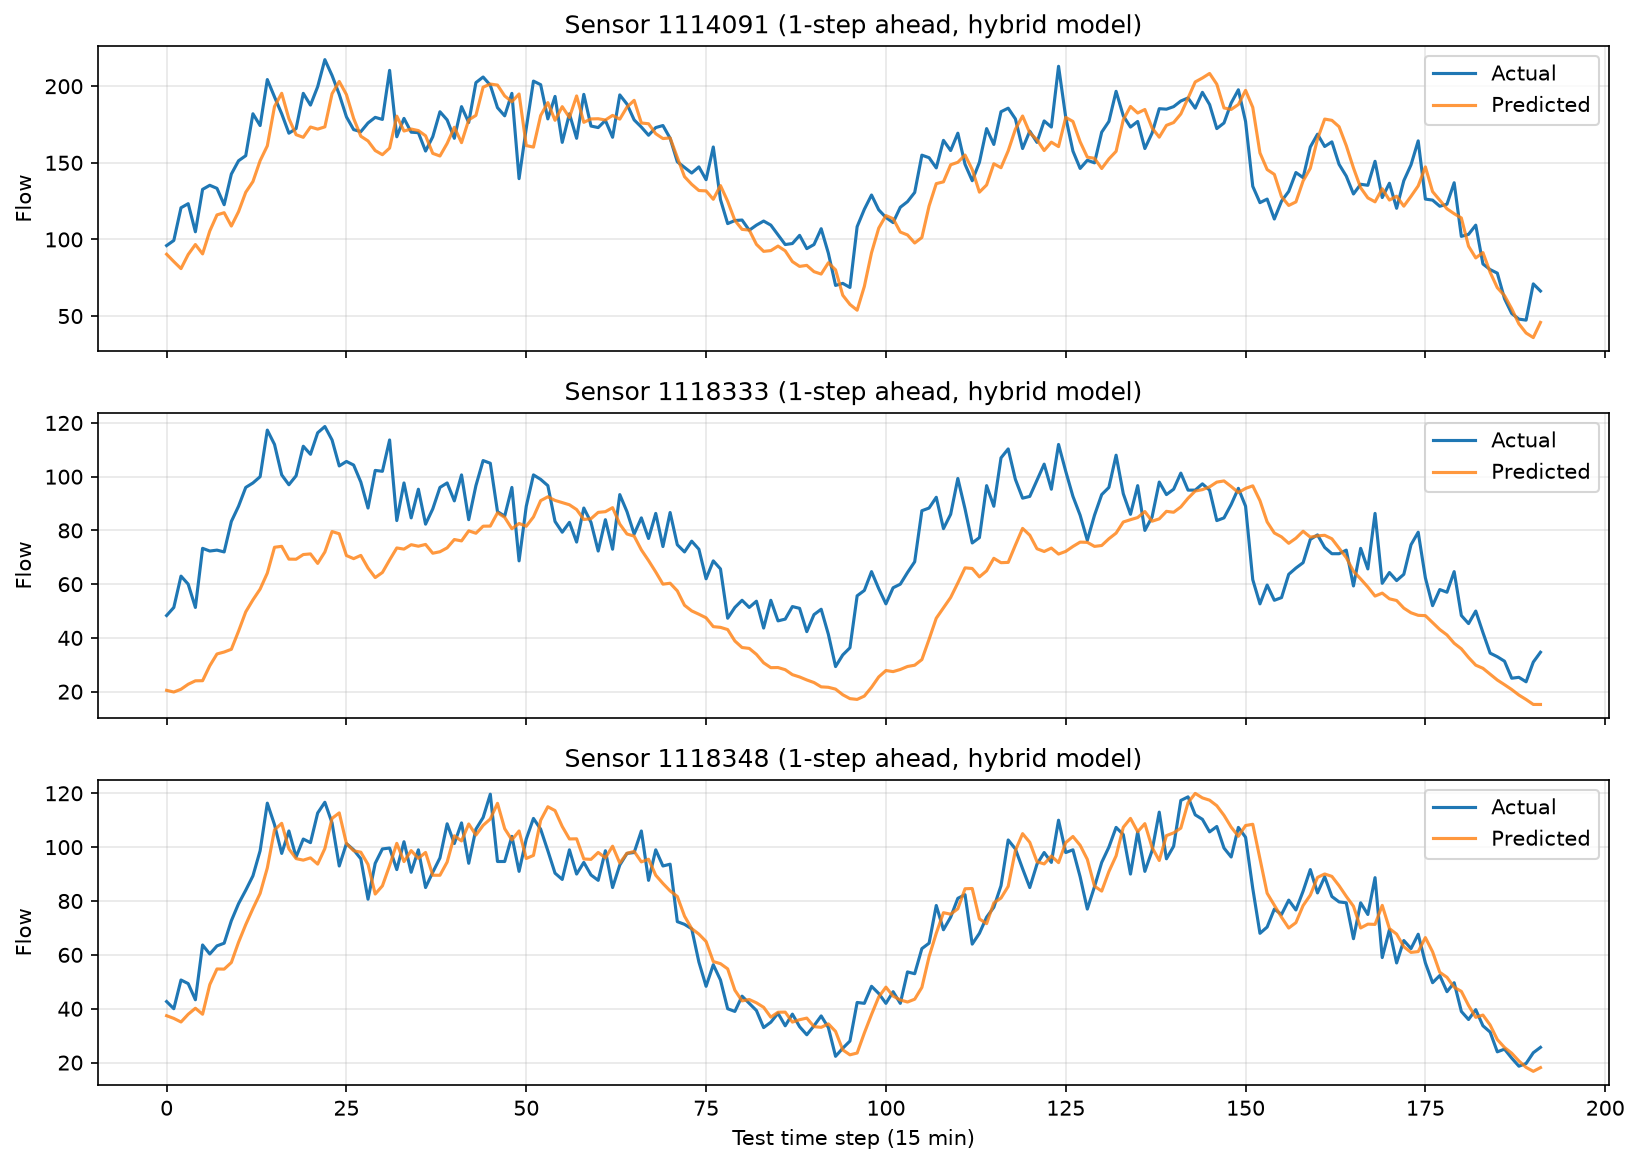 Sensor 1114091 (1-step ahead, hybrid model)
Flow
200
150
100
50
Actual
Predicted
Sensor 1118333 (1-step ahead, hybrid model)
Flow
120
100
80
60
40
20
Actual
Predicted
Sensor 1118348 (1-step ahead, hybrid model)
Flow
120
100
80
60
40
20
Actual
Predicted
0 25 50 75 100 125 150 175 200
Test time step (15 min)